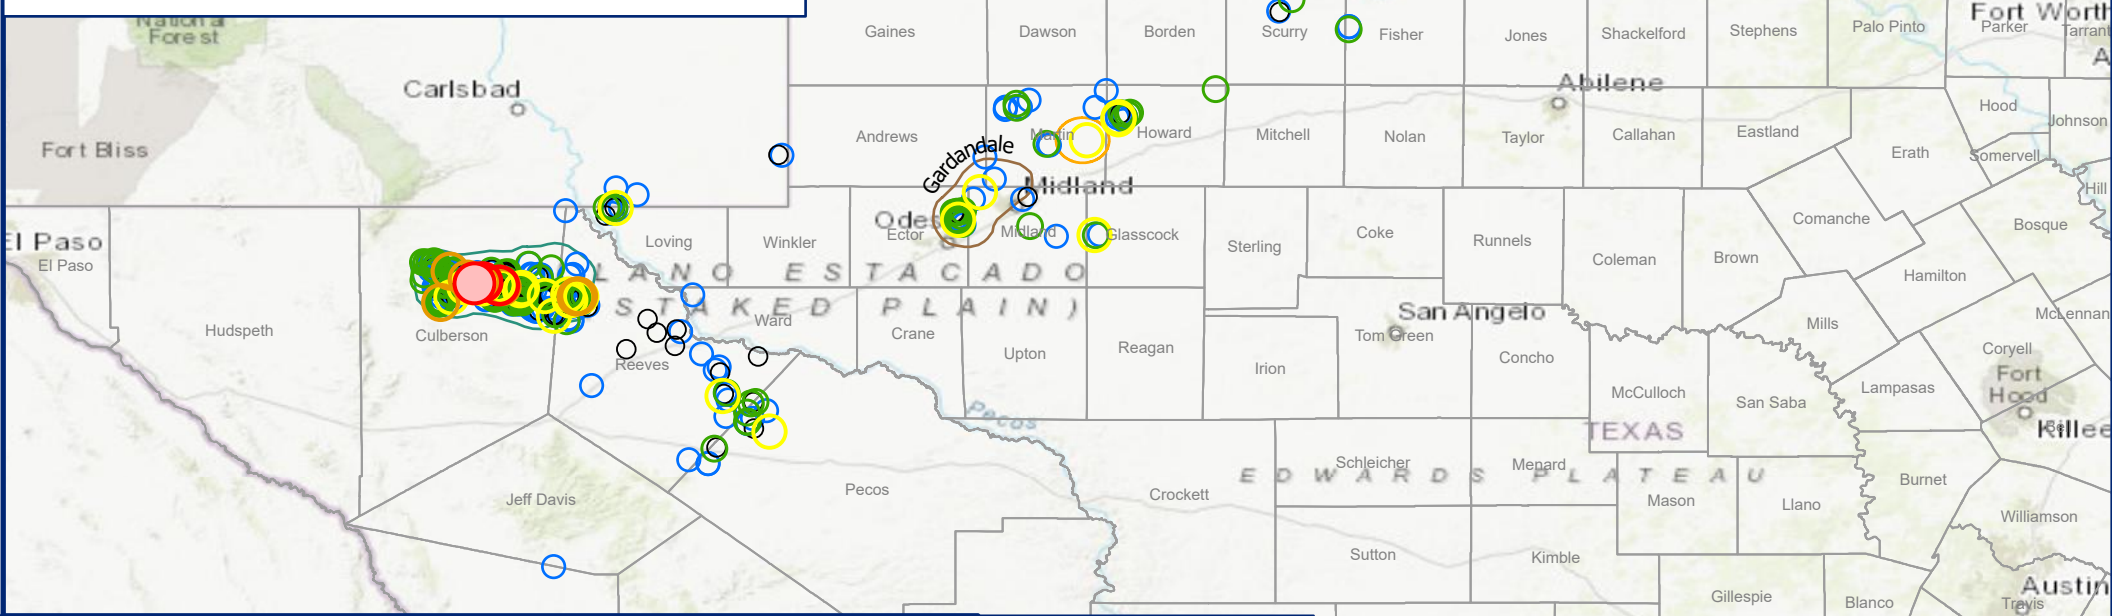 National
Forest
Fort Worth
Gaines
Dawson
Borden
Scurry
Fisher
Jones
Shackelford
Stephens
Palo Pinto
Parker
Tarrant
Carlsbad
Abilene
Hood
Johnson
Fort Bliss
Andrews
Martin
Howard
Mitchell
Nolan
Taylor
Callahan
Eastland
Erath
Somervell
Gardandale
Midland
Hill
Odes
Ector
Midland
Glasscock
Sterling
Coke
Runnels
Coleman
Brown
Comanche
Bosque
El Paso
El Paso
Loving
Winkler
Hamilton
LANO ESTACADO
STAKED PLAIN)
McLennan
Hudspeth
Culberson
Reeves
Ward
Crane
Upton
Reagan
Irion
San Angelo
Tom Green
Concho
McCulloch
San Saba
Mills
Lampasas
Coryell
Fort
Hood
Bell
Killee
Pecos
TEXAS
EDWARDS PLATEAU
Jeff Davis
Pecos
Crockett
Schleicher
Menard
Mason
Llano
Burnet
Williamson
Sutton
Kimble
Gillespie
Blanco
Austin
Travis